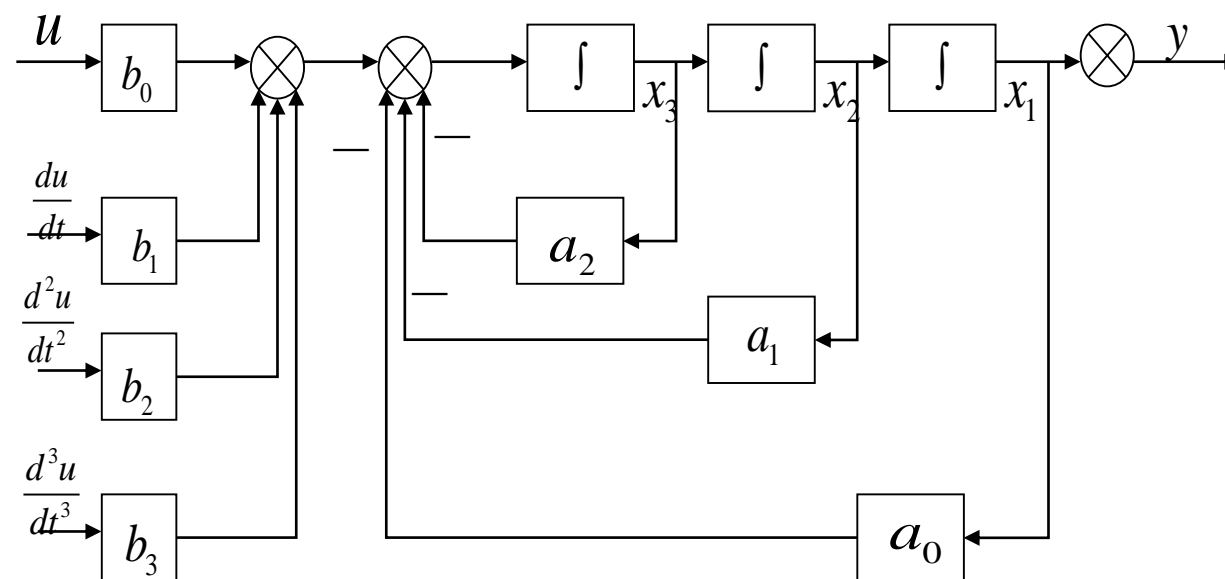 u
b₀
∫
∫
∫
y
x₃
x₂
x₁
—
—
du/dt
b₁
a₂
d²u/dt²
—
a₁
b₂
d³u/dt³
b₃
a₀